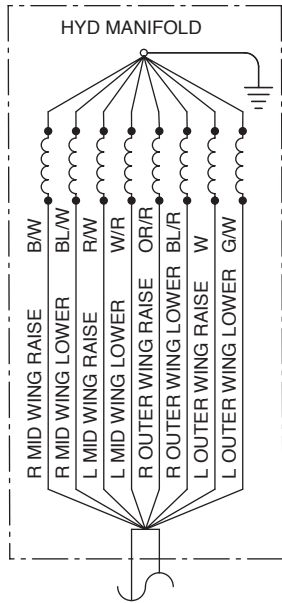 HYD MANIFOLD
R MID WING RAISE B/W
R MID WING LOWER BL/W
L MID WING RAISE R/W
L MID WING LOWER W/R
R OUTER WING RAISE OR/R
R OUTER WING LOWER BL/R
L OUTER WING RAISE W
L OUTER WING LOWER G/W